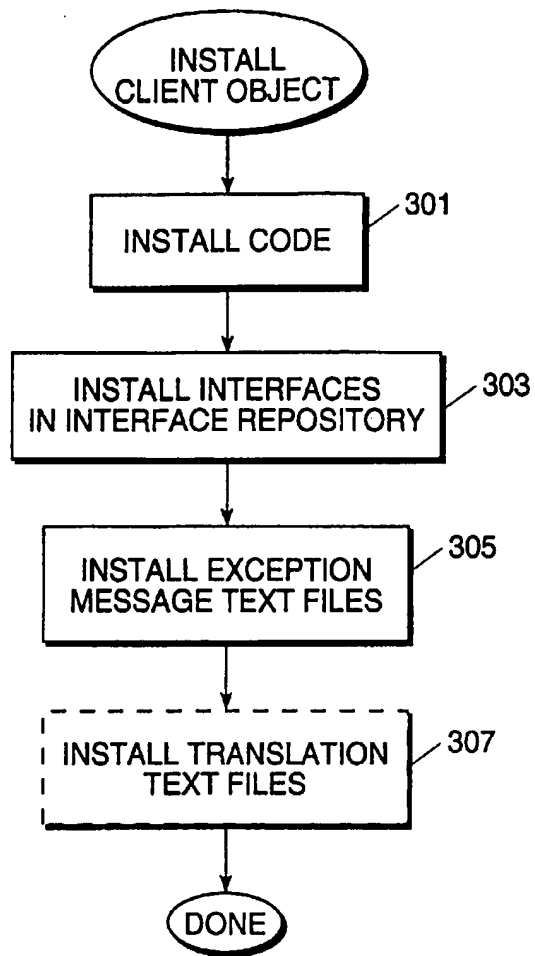 INSTALL
CLIENT OBJECT
INSTALL CODE
301
INSTALL INTERFACES
IN INTERFACE REPOSITORY
303
INSTALL EXCEPTION
MESSAGE TEXT FILES
305
INSTALL TRANSLATION
TEXT FILES
307
DONE